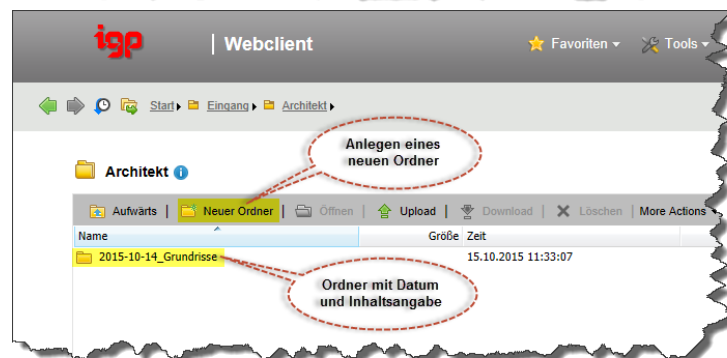 igp | Webclient Favoriten Tools
Start Eingang Architekt
Anlegen eines
neuen Ordner
Architekt
Aufwärts | Neuer Ordner | Öffnen | Upload | Download | Löschen | More Actions
Name Größe Zeit
2015-10-14_Grundrisse 15.10.2015 11:33:07
Ordner mit Datum
und Inhaltsangabe